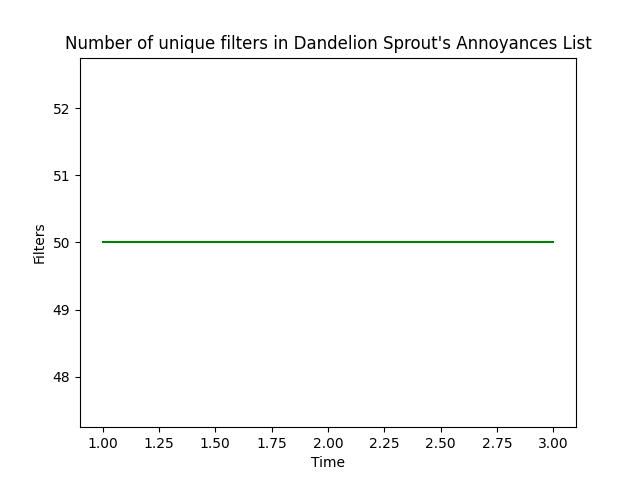 Number of unique filters in Dandelion Sprout's Annoyances List
52
51
50
49
48
Filters
1.00 1.25 1.50 1.75 2.00 2.25 2.50 2.75 3.00
Time